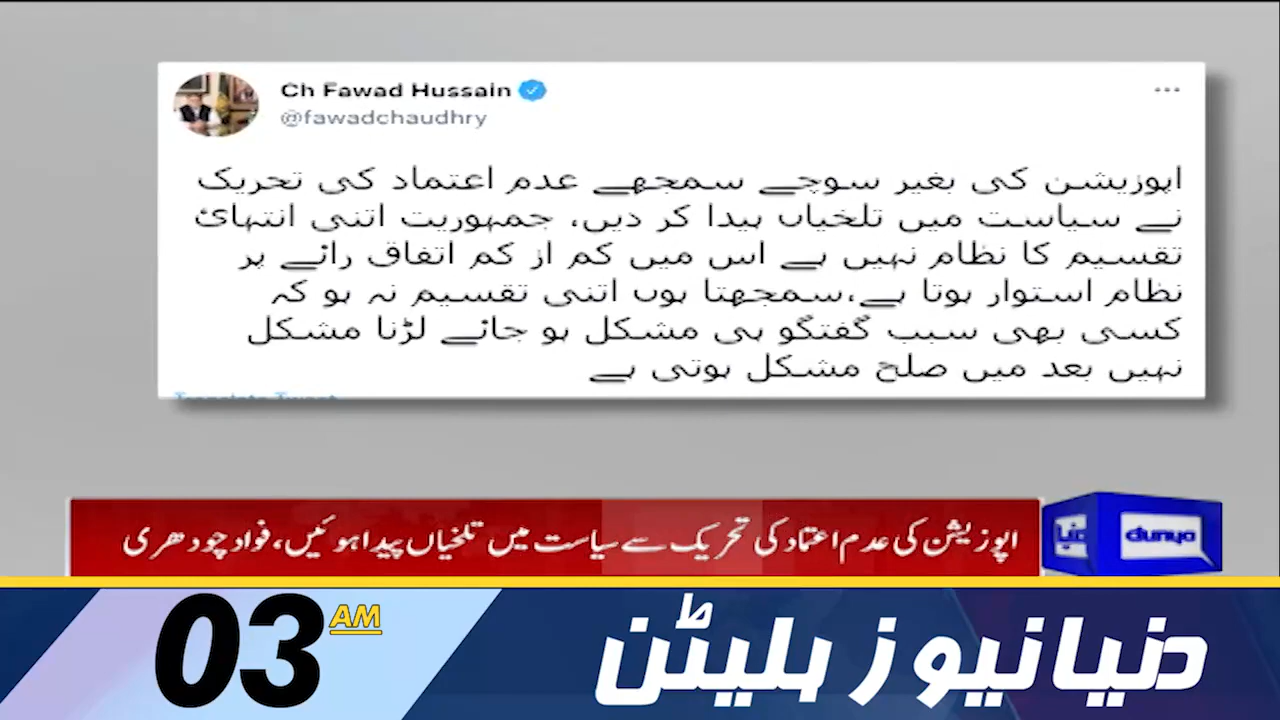 Ch Fawad Hussain
@fawadchaudhry
اپوزیشن کی بغیر سوچے سمجھے عدم اعتماد کی تحریک
نے سیاست میں تلخیاں پیدا کر دیں، جمہوریت اتنی انتہائ
تقسیم کا نظام نہیں ہے اس میں کم از کم اتفاق رائے پر
نظام استوار ہوتا ہے،سمجھتا ہوں اتنی تقسیم نہ ہو کہ
کسی بھی سبب گفتگو ہی مشکل ہو جائے لڑنا مشکل
نہیں بعد میں صلح مشکل ہوتی ہے
Translate Tweet
اپوزیشن کی عدم اعتماد کی تحریک سے سیاست میں تلخیاں پیدا ہوئیں، فواد چودھری
دنیا
dunya
03 AM
دنیا نیوز بلیٹن